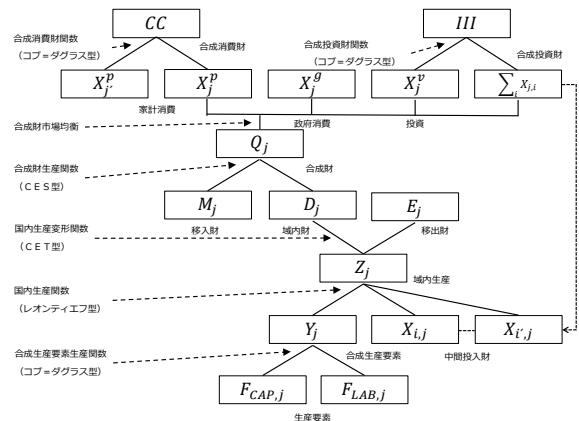 CC
III
合成消費財関数
（コブ＝ダグラス型）
合成消費財
合成投資財関数
（コブ＝ダグラス型）
合成投資財
X_{j'}^p
X_j^p
X_j^g
X_j^v
∑_i x_{j,i}
家計消費
政府消費
投資
合成財市場均衡
Q_j
合成財生産関数
（ＣＥＳ型）
合成財
M_j
D_j
E_j
移入財
域内財
移出財
国内生産変形関数
（ＣＥＴ型）
Z_j
域内生産
国内生産関数
（レオンティエフ型）
Y_j
X_{i,j}
X_{i',j}
合成生産要素
中間投入財
合成生産要素生産関数
（コブ＝ダグラス型）
F_{CAP,j}
F_{LAB,j}
生産要素